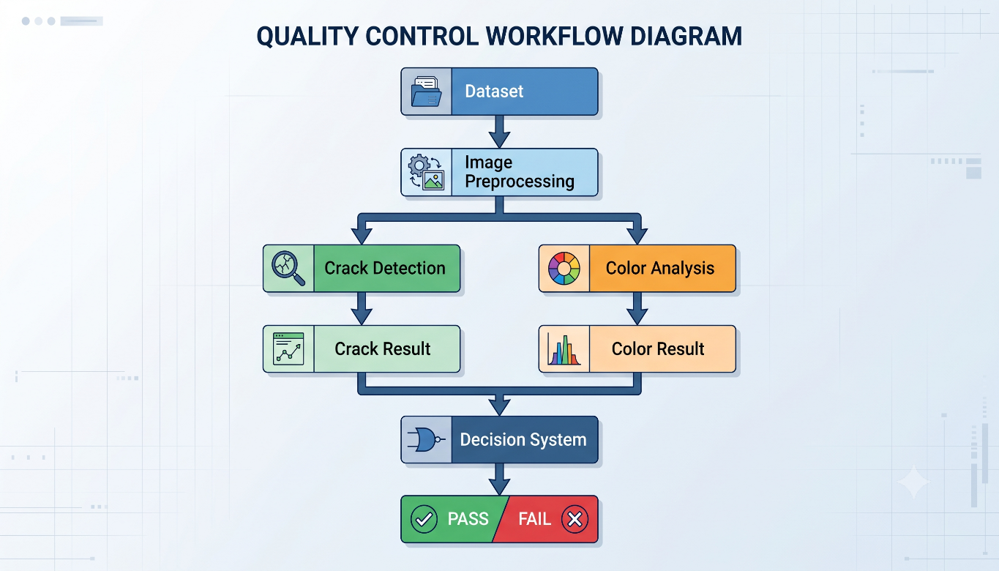 QUALITY CONTROL WORKFLOW DIAGRAM
Dataset
Image
Preprocessing
Crack Detection
Color Analysis
Crack Result
Color Result
Decision System
PASS
FAIL